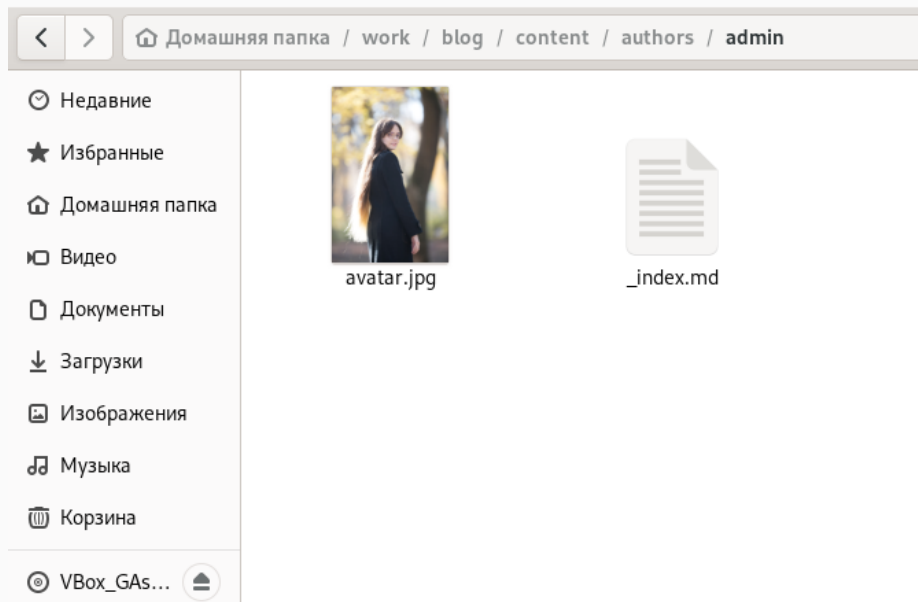 Домашняя папка / work / blog / content / authors / admin
Недавние
Избранные
Домашняя папка
Видео
Документы
Загрузки
Изображения
Музыка
Корзина
VBox_GAs...
avatar.jpg
_index.md